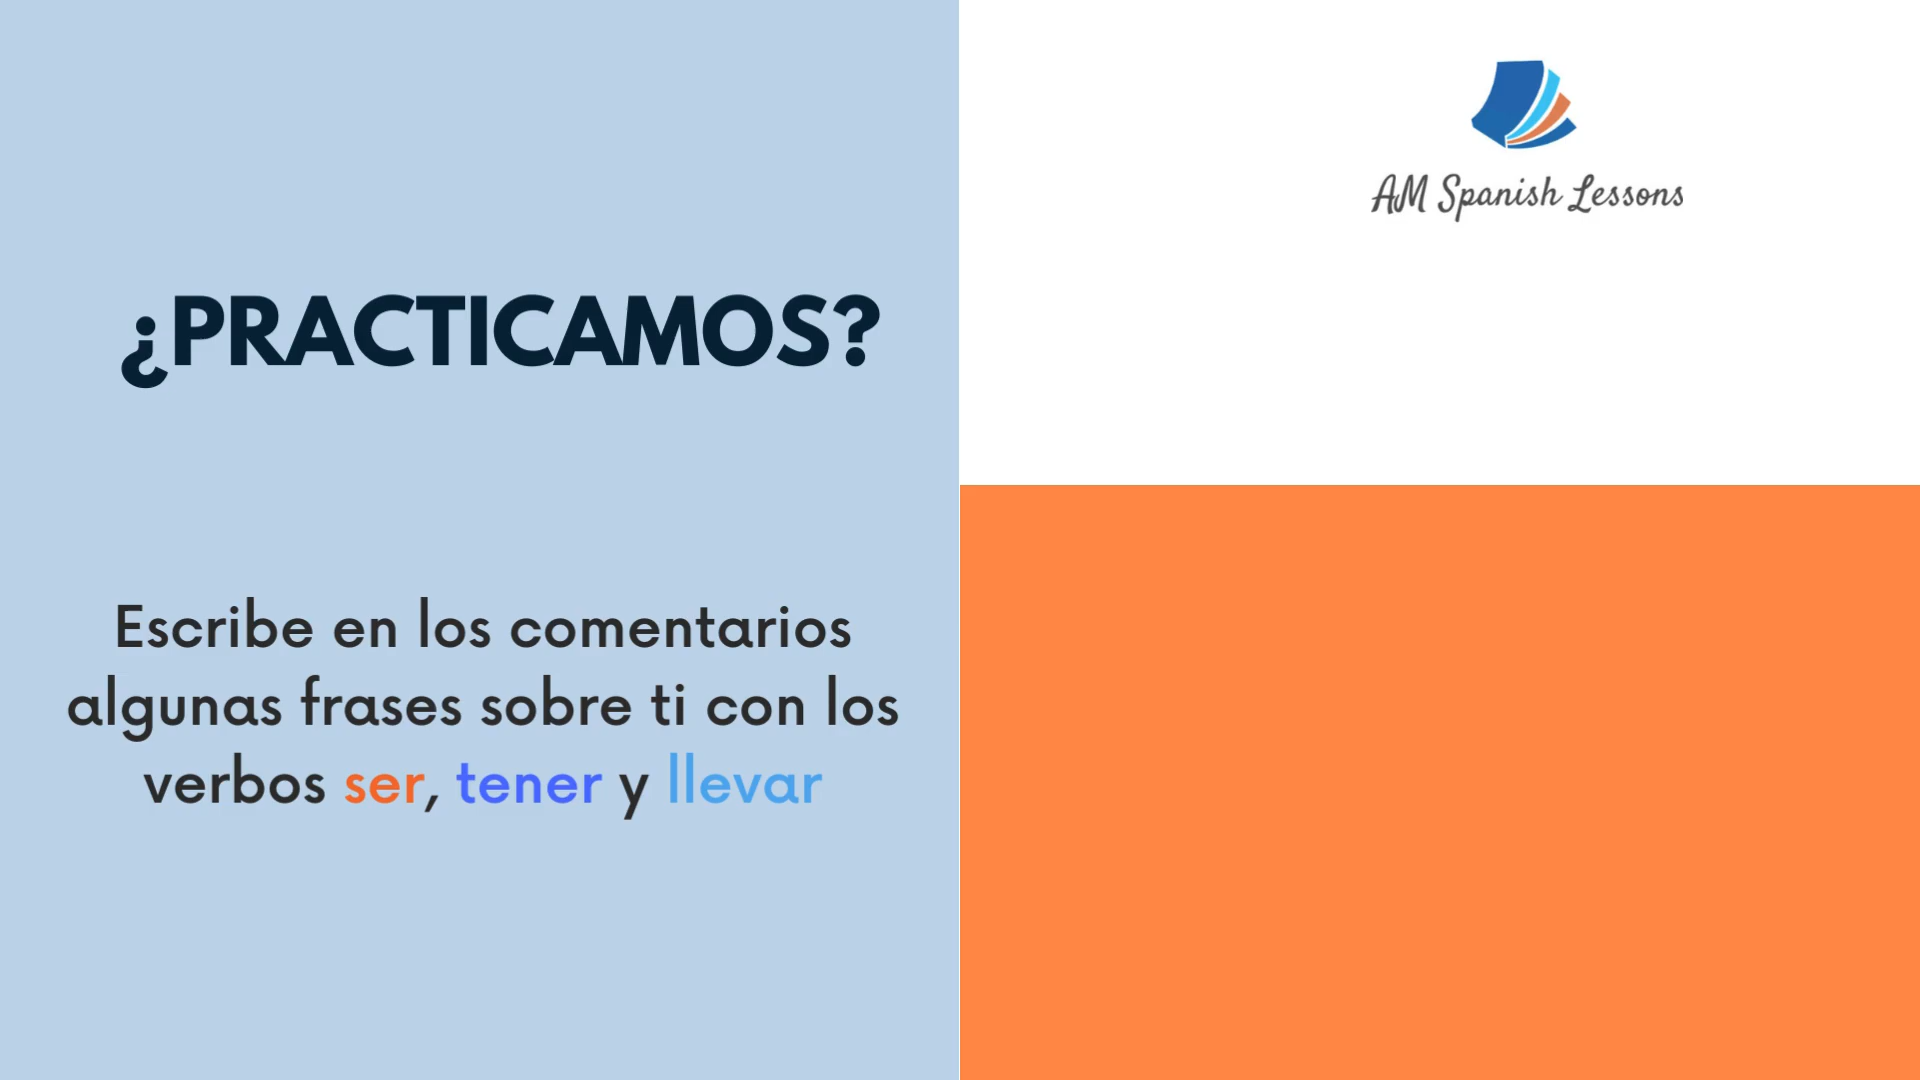 ¿PRACTICAMOS?
Escribe en los comentarios
algunas frases sobre ti con los
verbos ser, tener y llevar
AM Spanish Lessons